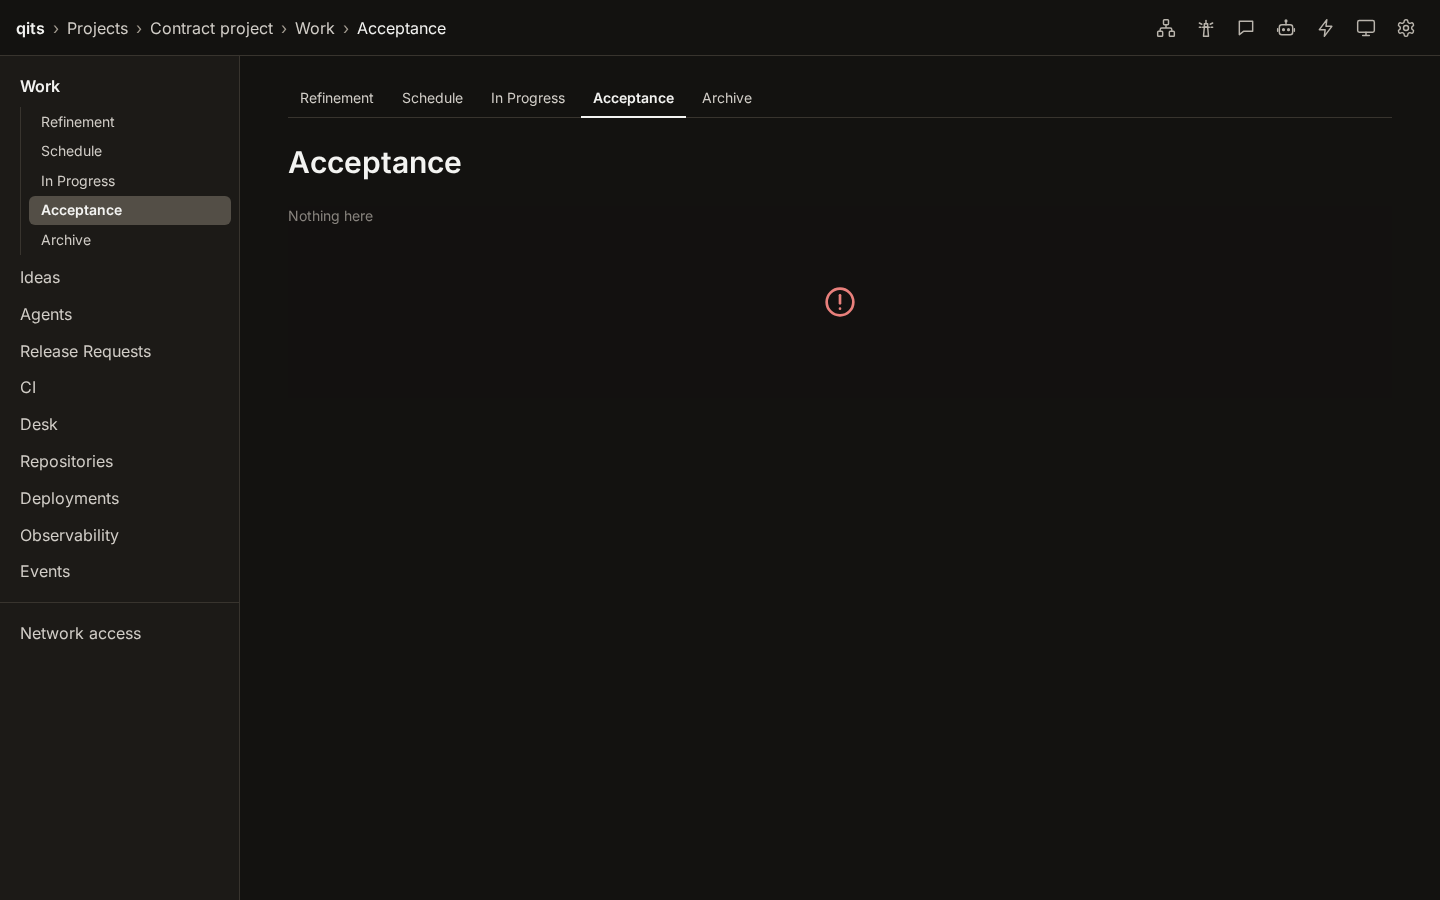 qits › Projects › Contract project › Work › Acceptance
Work
Refinement
Schedule
In Progress
Acceptance
Archive
Ideas
Agents
Release Requests
CI
Desk
Repositories
Deployments
Observability
Events
Network access
Refinement Schedule In Progress Acceptance Archive
Acceptance
Nothing here